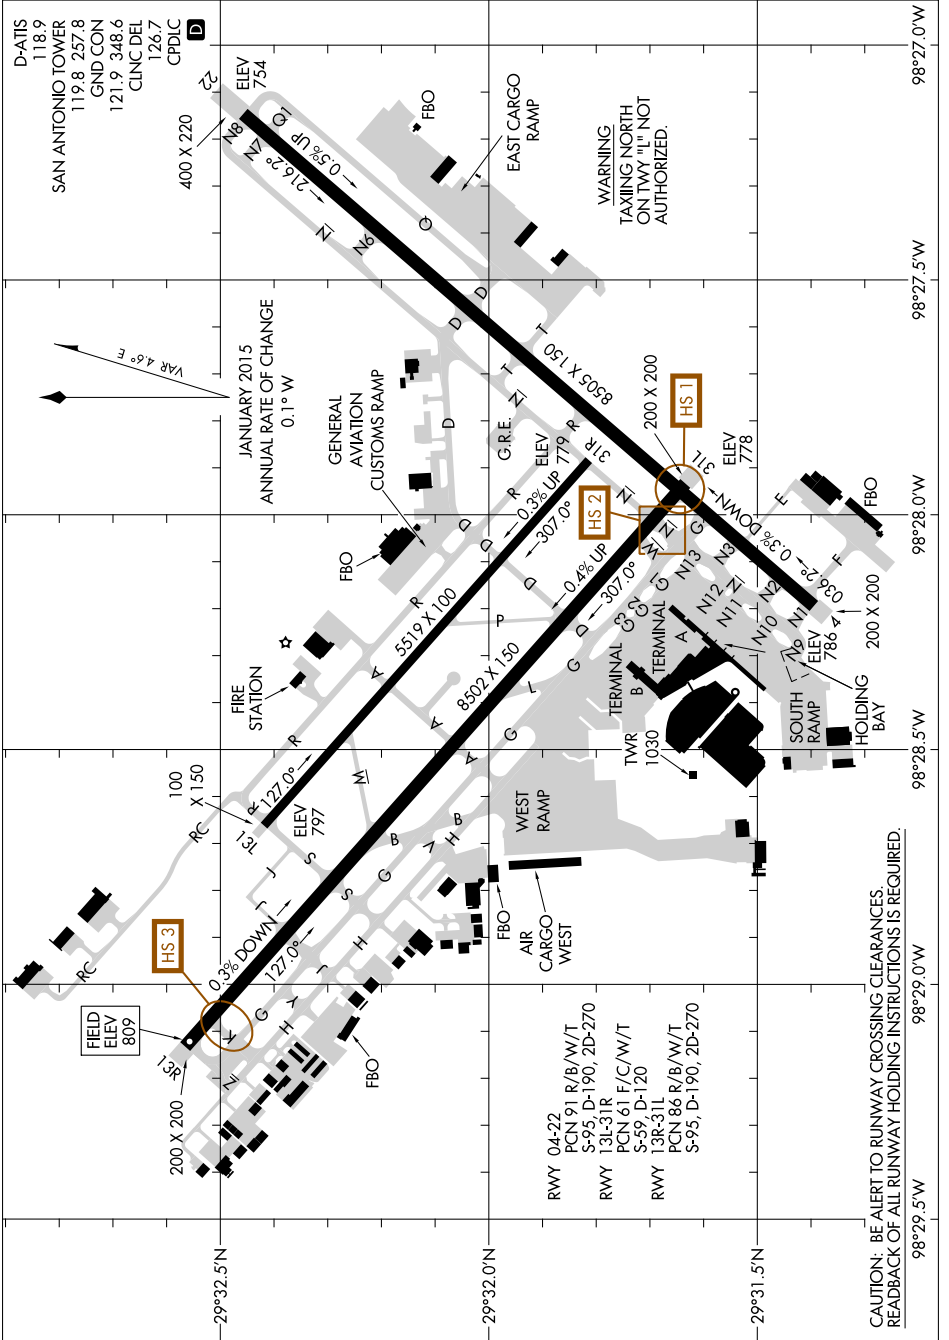 D-ATIS
118.9
SAN ANTONIO TOWER
119.8 257.8
GND CON
121.9 348.6
CLNC DEL
126.7
CPDLC
D
22
ELEV
754
400 X 220
N8
N7
Q1
216.2°
0.5% UP
N
N6
Q
FBO
EAST CARGO
RAMP
WARNING
TAXIING NORTH
ON TWY "L" NOT
AUTHORIZED.
VAR 4.6° E
JANUARY 2015
ANNUAL RATE OF CHANGE
0.1° W
GENERAL
AVIATION
CUSTOMS RAMP
D
D
D
T
L
N
G.R.E.
8505 X 150
200 X 200
HS 1
31L
ELEV
778
R
31R
ELEV
779
0.3% UP
307.0°
R
D
D
D
HS 2
N
N
W
G
0.4% UP
307.0°
FBO
R
FIRE
STATION
A
5519 X 100
P
8502 X 150
A
L
G
D
G3
G2
G1
N13
N12
N11
N10
N9
N3
N
N2
N1
0.3% DOWN
036.2°
4
ELEV
786
200 X 200
E
F
FBO
TERMINAL
A
TERMINAL
B
TWR
1030
SOUTH
RAMP
HOLDING
BAY
100
X 150
13L
127.0°
R
R
ELEV
797
M
A
G
B
B
V
H
G
S
S
J
J
WEST
RAMP
FBO
AIR
CARGO
WEST
RC
RC
HS 3
0.3% DOWN
127.0°
FIELD
ELEV
809
13R
200 X 200
K
G
Z
Y
H
J
H
FBO
RWY 04-22
PCN 91 R/B/W/T
S-95, D-190, 2D-270
RWY 13L-31R
PCN 61 F/C/W/T
S-59, D-120
RWY 13R-31L
PCN 86 R/B/W/T
S-95, D-190, 2D-270
CAUTION: BE ALERT TO RUNWAY CROSSING CLEARANCES.
READBACK OF ALL RUNWAY HOLDING INSTRUCTIONS IS REQUIRED.
29°32.5'N
29°32.0'N
29°31.5'N
98°29.5'W
98°29.0'W
98°28.5'W
98°28.0'W
98°27.5'W
98°27.0'W